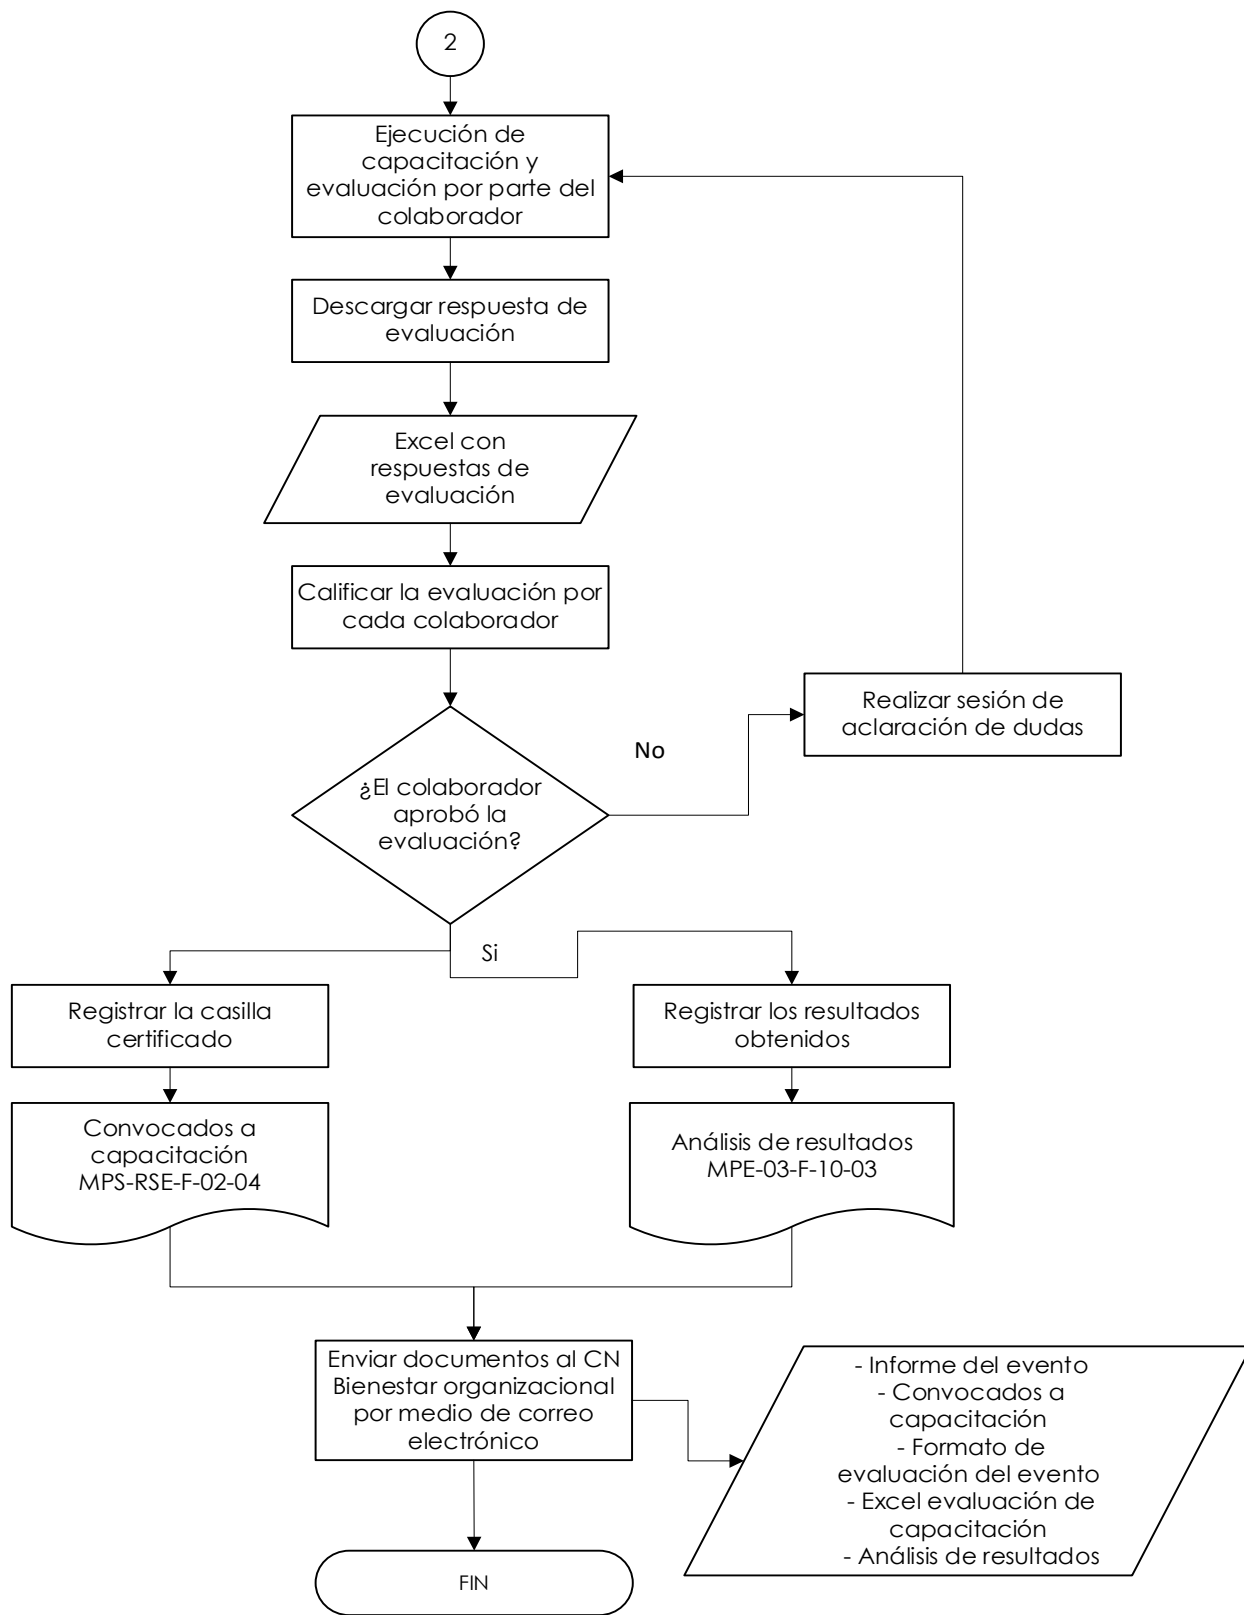 2
Ejecución de
capacitación y
evaluación por parte del
colaborador
Descargar respuesta de
evaluación
Excel con
respuestas de
evaluación
Calificar la evaluación por
cada colaborador
Realizar sesión de
aclaración de dudas
No
¿El colaborador
aprobó la
evaluación?
Si
Registrar la casilla
certificado
Registrar los resultados
obtenidos
Convocados a
capacitación
MPS-RSE-F-02-04
Análisis de resultados
MPE-03-F-10-03
Enviar documentos al CN
Bienestar organizacional
por medio de correo
electrónico
- Informe del evento
- Convocados a
capacitación
- Formato de
evaluación del evento
- Excel evaluación de
capacitación
- Análisis de resultados
FIN